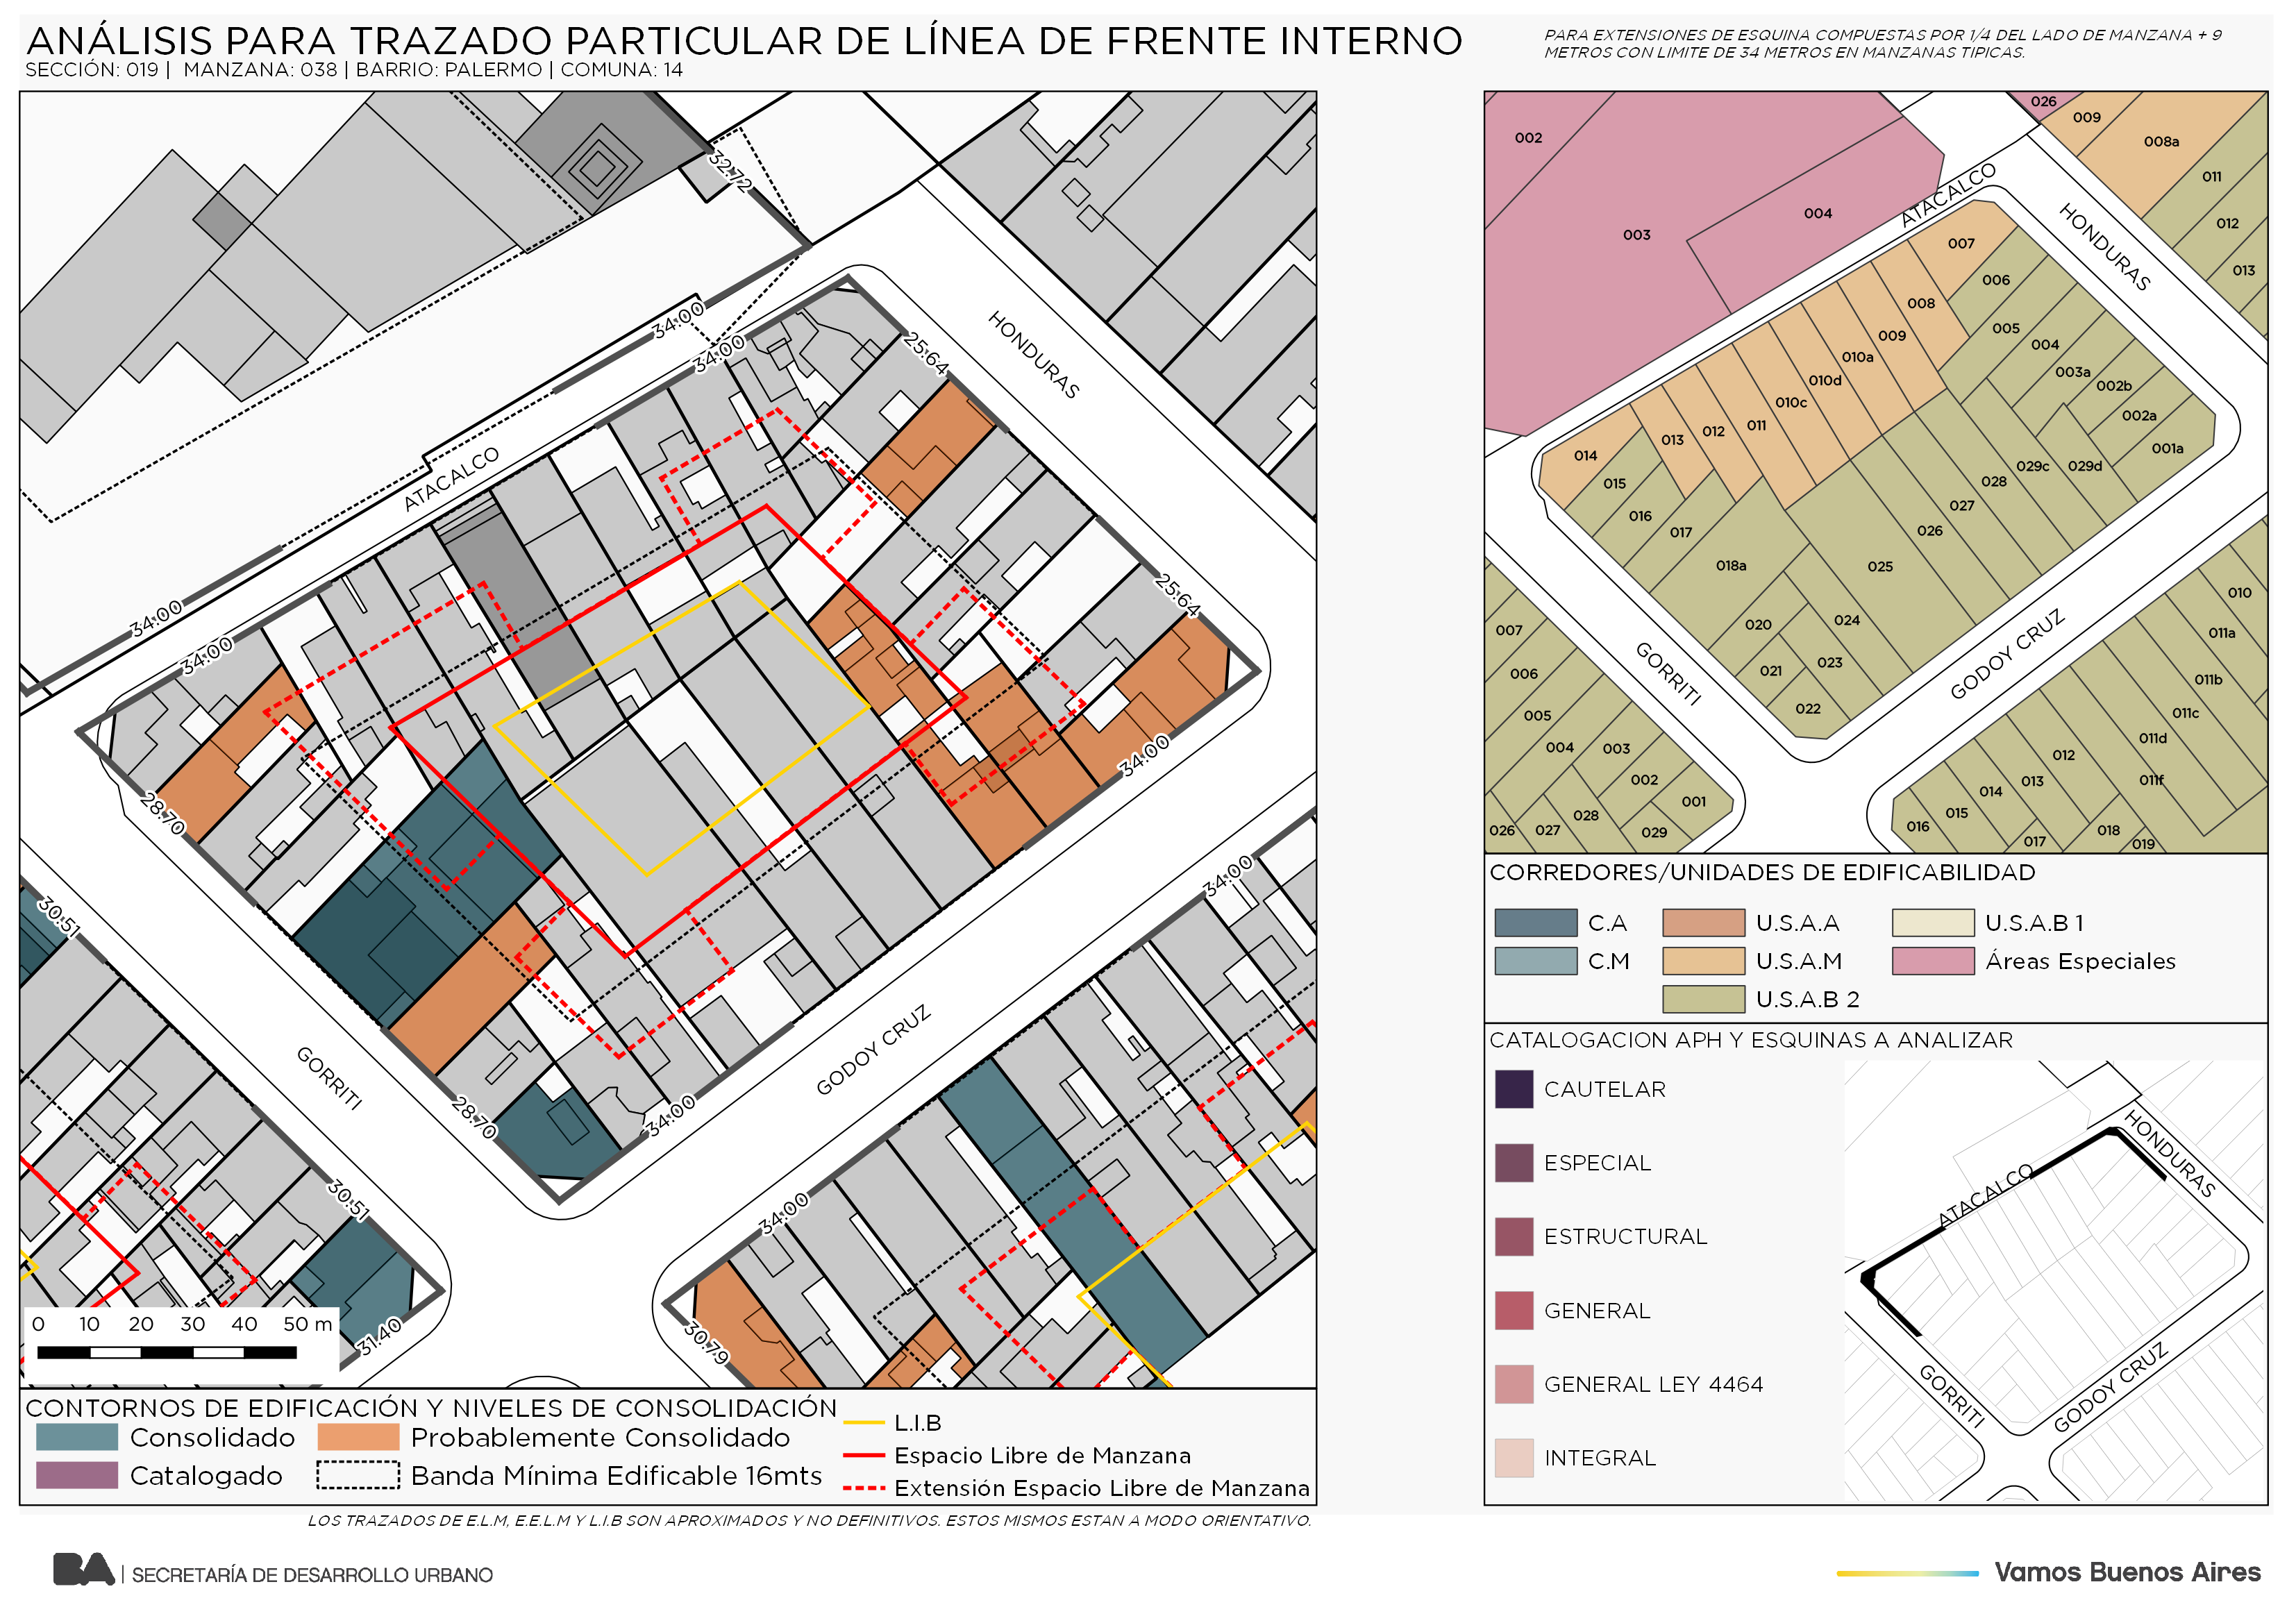 ANÁLISIS PARA TRAZADO PARTICULAR DE LÍNEA DE FRENTE INTERNO
SECCIÓN: 019 | MANZANA: 038 | BARRIO: PALERMO | COMUNA: 14
PARA EXTENSIONES DE ESQUINA COMPUESTAS POR 1/4 DEL LADO DE MANZANA + 9
METROS CON LIMITE DE 34 METROS EN MANZANAS TIPICAS.
32.72
34.00
34.00
25.64
HONDURAS
ATACALCO
34.00
34.00
25.64
28.70
34.00
34.00
30.51
GORRITI
GODOY CRUZ
28.70
34.00
30.51
34.00
31.40
30.79
0 10 20 30 40 50 m
CONTORNOS DE EDIFICACIÓN Y NIVELES DE CONSOLIDACIÓN
Consolidado
Probablemente Consolidado
Catalogado
Banda Mínima Edificable 16mts
L.I.B
Espacio Libre de Manzana
Extensión Espacio Libre de Manzana
LOS TRAZADOS DE E.L.M, E.E.L.M Y L.I.B SON APROXIMADOS Y NO DEFINITIVOS. ESTOS MISMOS ESTAN A MODO ORIENTATIVO.
002
003
004
026
009
008a
011
012
013
ATACALCO
HONDURAS
007
006
008
005
009
004
010a
003a
010d
002b
010c
002a
011
001a
012
013
014
015
016
017
018a
029d
029c
028
027
026
025
024
020
023
021
022
GORRITI
GODOY CRUZ
007
006
005
004
003
002
001
026
027
028
029
010
011a
011b
011c
011d
011f
012
013
014
015
016
017
018
019
CORREDORES/UNIDADES DE EDIFICABILIDAD
C.A
U.S.A.A
U.S.A.B 1
C.M
U.S.A.M
Áreas Especiales
U.S.A.B 2
CATALOGACION APH Y ESQUINAS A ANALIZAR
CAUTELAR
ESPECIAL
ESTRUCTURAL
GENERAL
GENERAL LEY 4464
INTEGRAL
HONDURAS
ATACALCO
GORRITI
GODOY CRUZ
BA | SECRETARÍA DE DESARROLLO URBANO
Vamos Buenos Aires